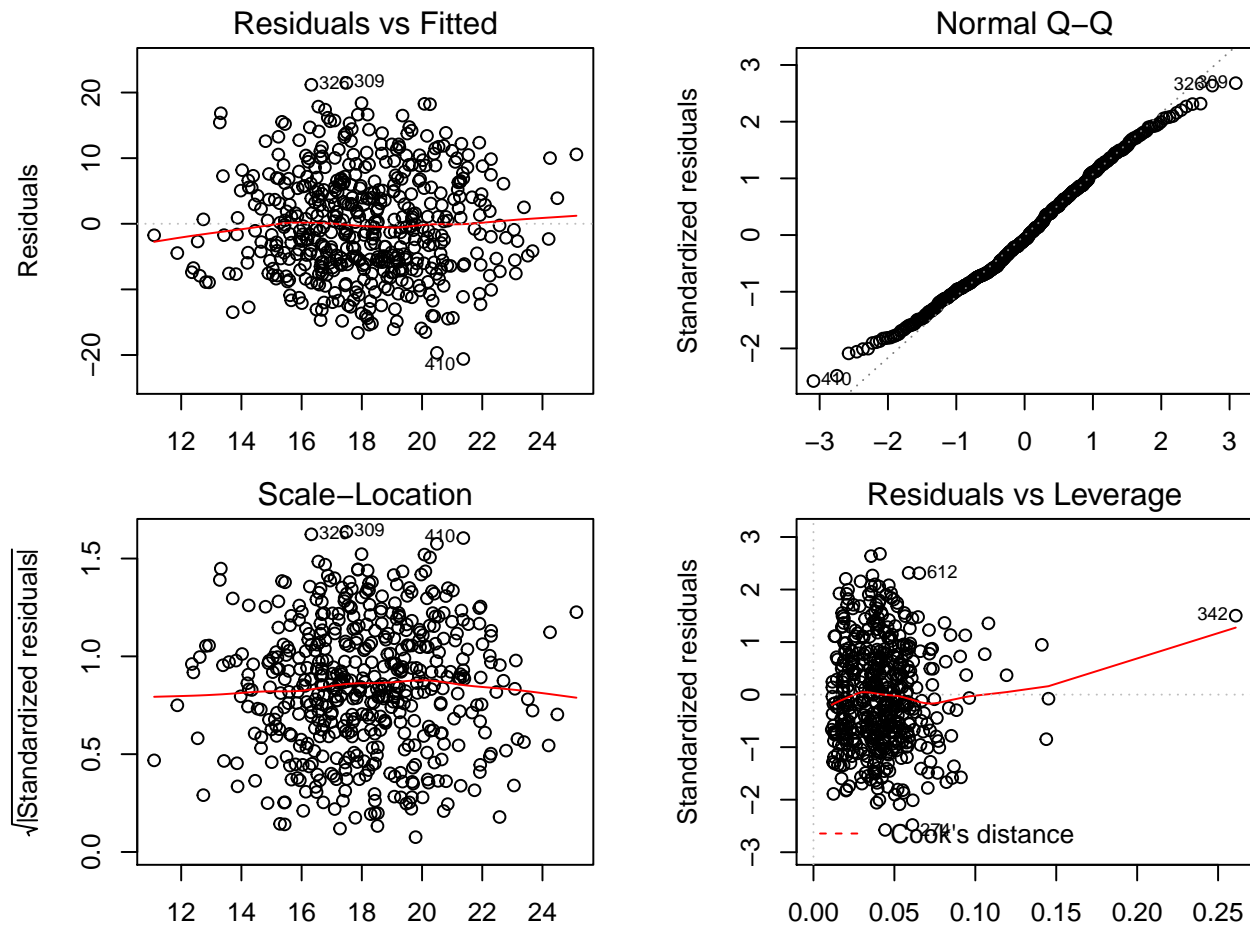 Residuals vs Fitted
Residuals
20
10
0
−20
326
309
410
12 14 16 18 20 22 24
Normal Q−Q
Standardized residuals
3
2
1
0
−1
−2
326
309
410
−3 −2 −1 0 1 2 3
Scale−Location
√|Standardized residuals|
1.5
1.0
0.5
0.0
326
309
410
12 14 16 18 20 22 24
Residuals vs Leverage
Standardized residuals
3
2
1
0
−1
−2
−3
612
342
274
Cook's distance
0.00 0.05 0.10 0.15 0.20 0.25